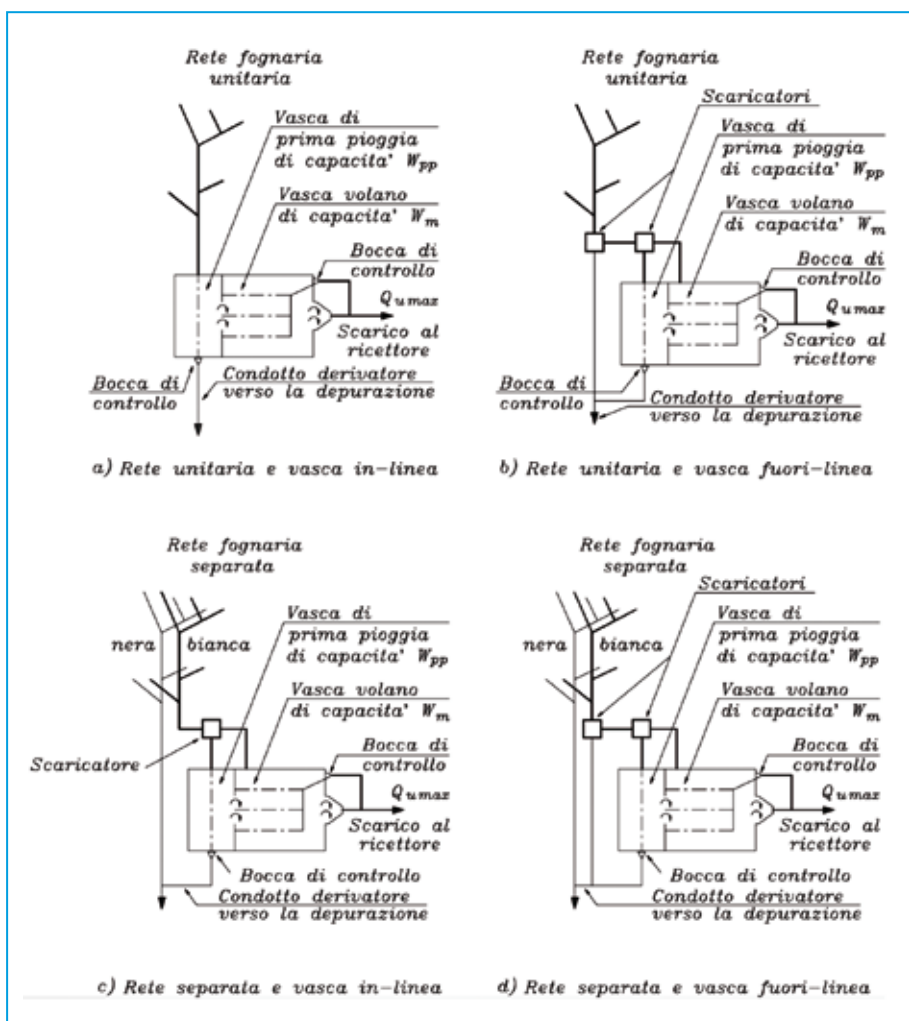 Rete fognaria
unitaria
Vasca di
prima pioggia
di capacita' Wpp
Vasca volano
di capacita' Wm
Bocca di
controllo
Qumax
Scarico al
ricettore
Bocca di
controllo
Condotto derivatore
verso la depurazione
a) Rete unitaria e vasca in-linea
Rete fognaria
unitaria
Scaricatori
Vasca di
prima pioggia
di capacita' Wpp
Vasca volano
di capacita' Wm
Bocca di
controllo
Qumax
Scarico al
ricettore
Bocca di
controllo
Condotto derivatore
verso la depurazione
b) Rete unitaria e vasca fuori-linea
Rete fognaria
separata
nera
bianca
Vasca di
prima pioggia
di capacita' Wpp
Vasca volano
di capacita' Wm
Scaricatore
Bocca di
controllo
Qumax
Scarico al
ricettore
Bocca di controllo
Condotto derivatore
verso la depurazione
c) Rete separata e vasca in-linea
Rete fognaria
separata
Scaricatori
nera
bianca
Vasca di
prima pioggia
di capacita' Wpp
Vasca volano
di capacita' Wm
Bocca di
controllo
Qumax
Scarico al
ricettore
Bocca di controllo
Condotto derivatore
verso la depurazione
d) Rete separata e vasca fuori-linea